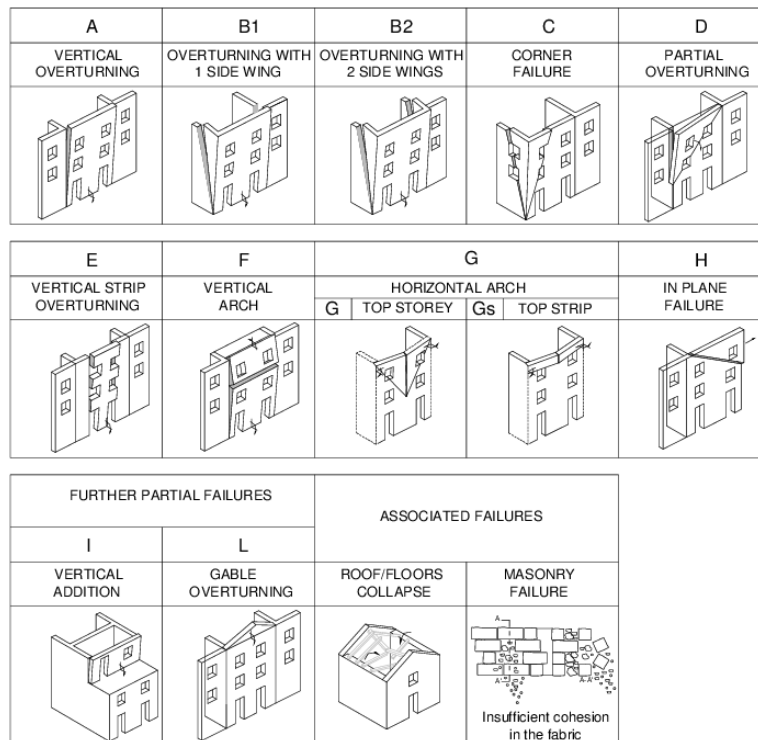 A
B1
B2
C
D
VERTICAL
OVERTURNING
OVERTURNING WITH
1 SIDE WING
OVERTURNING WITH
2 SIDE WINGS
CORNER
FAILURE
PARTIAL
OVERTURNING
E
F
G
H
VERTICAL STRIP
OVERTURNING
VERTICAL
ARCH
HORIZONTAL ARCH
G
TOP STOREY
Gs
TOP STRIP
IN PLANE
FAILURE
FURTHER PARTIAL FAILURES
ASSOCIATED FAILURES
I
L
VERTICAL
ADDITION
GABLE
OVERTURNING
ROOF/FLOORS
COLLAPSE
MASONRY
FAILURE
A
A
A-A
Insufficient cohesion
in the fabric